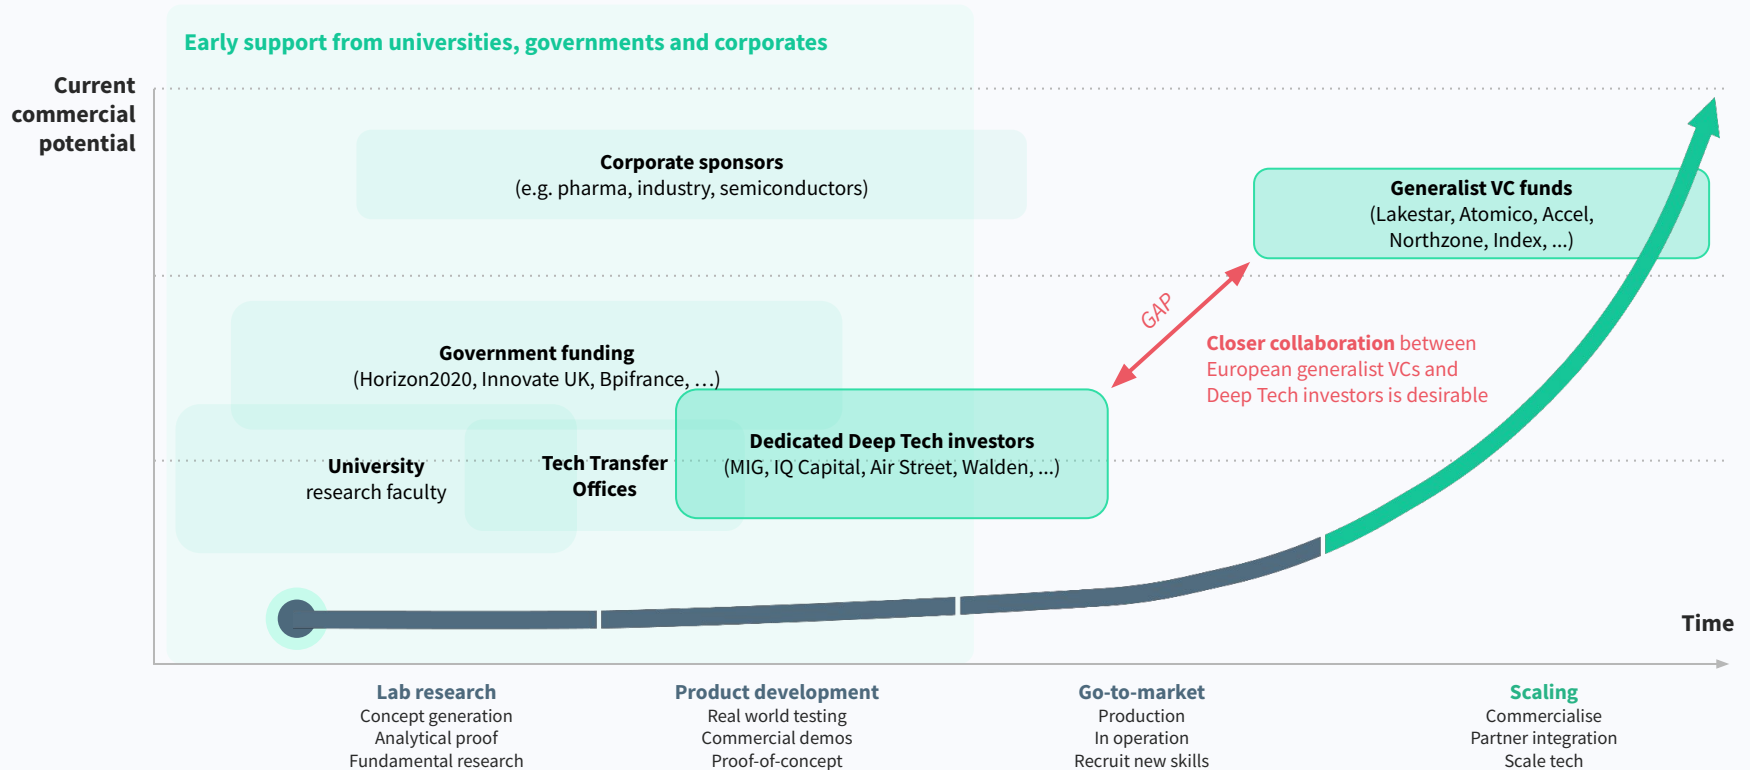 Early support from universities, governments and corporates
Current
commercial
potential
Corporate sponsors
(e.g. pharma, industry, semiconductors)
Generalist VC funds
(Lakestar, Atomico, Accel,
Northzone, Index, ...)
GAP
Closer collaboration between
European generalist VCs and
Deep Tech investors is desirable
Government funding
(Horizon2020, Innovate UK, Bpifrance, …)
Dedicated Deep Tech investors
(MIG, IQ Capital, Air Street, Walden, ...)
University
research faculty
Tech Transfer
Offices
Time
Lab research
Concept generation
Analytical proof
Fundamental research
Product development
Real world testing
Commercial demos
Proof-of-concept
Go-to-market
Production
In operation
Recruit new skills
Scaling
Commercialise
Partner integration
Scale tech